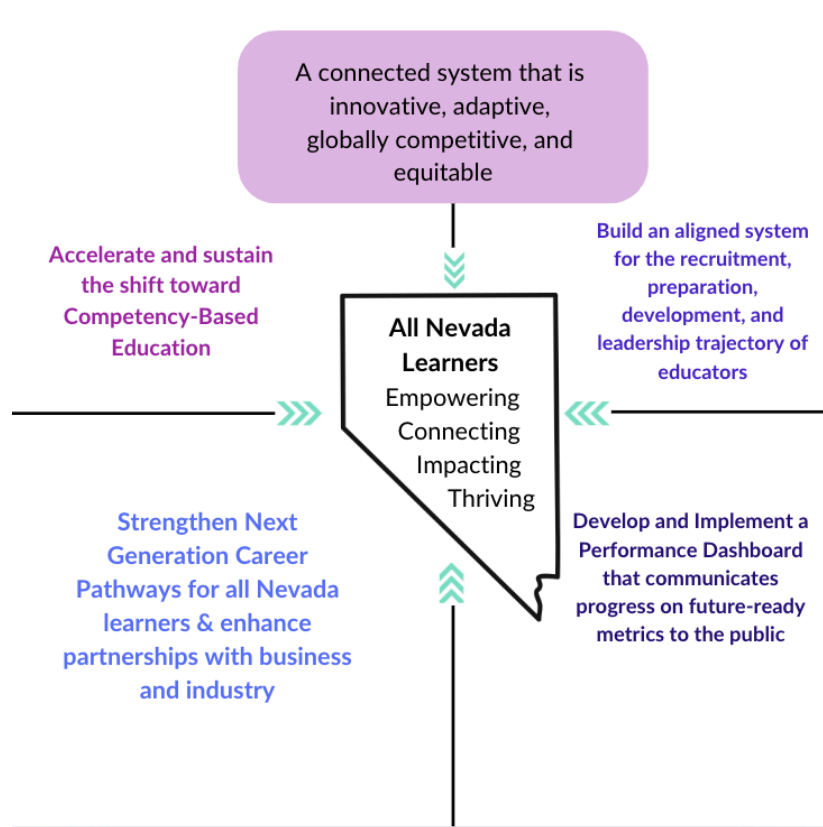 A connected system that is
innovative, adaptive,
globally competitive, and
equitable
Accelerate and sustain
the shift toward
Competency-Based
Education
Build an aligned system
for the recruitment,
preparation,
development, and
leadership trajectory of
educators
All Nevada
Learners
Empowering
Connecting
Impacting
Thriving
Strengthen Next
Generation Career
Pathways for all Nevada
learners & enhance
partnerships with business
and industry
Develop and Implement a
Performance Dashboard
that communicates
progress on future-ready
metrics to the public